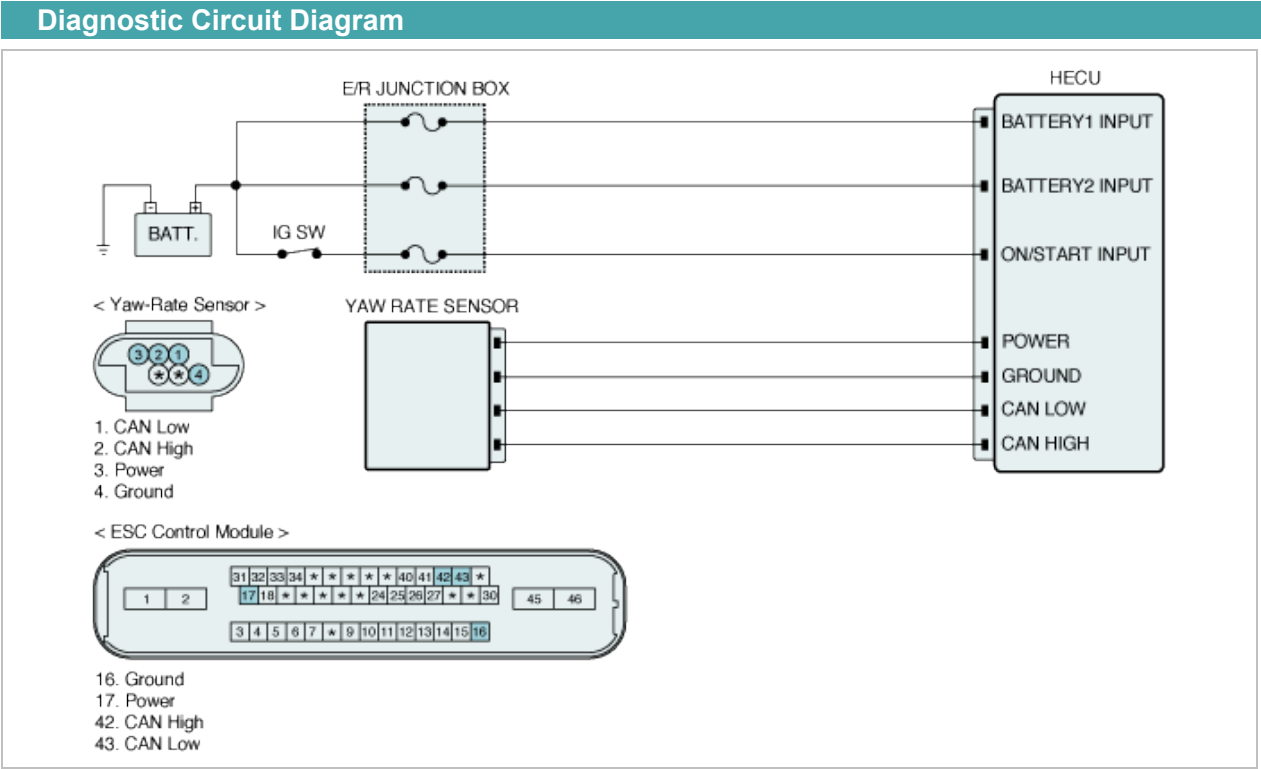 Diagnostic Circuit Diagram
E/R JUNCTION BOX
HECU
BATTERY1 INPUT
BATTERY2 INPUT
- +
BATT.
IG SW
ON/START INPUT
< Yaw-Rate Sensor >
YAW RATE SENSOR
POWER
GROUND
CAN LOW
CAN HIGH
3 2 1
* * 4
1. CAN Low
2. CAN High
3. Power
4. Ground
< ESC Control Module >
31 32 33 34 * * * * * 40 41 42 43 *
17 18 * * * * * 24 25 26 27 * * 30
1 2
45 46
3 4 5 6 7 * 9 10 11 12 13 14 15 16
16. Ground
17. Power
42. CAN High
43. CAN Low